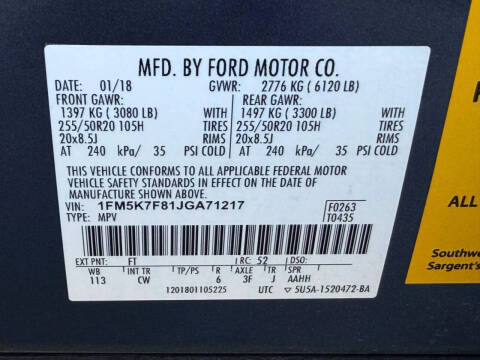 MFD. BY FORD MOTOR CO.
DATE: 01/18 GVWR: 2776 KG ( 6120 LB)
FRONT GAWR: REAR GAWR:
1397 KG ( 3080 LB) WITH 1497 KG ( 3300 LB) WITH
255/50R20 105H TIRES 255/50R20 105H TIRES
20x8.5J RIMS 20x8.5J RIMS
AT 240 kPa/ 35 PSI COLD AT 240 kPa/ 35 PSI COLD
THIS VEHICLE CONFORMS TO ALL APPLICABLE FEDERAL MOTOR
VEHICLE SAFETY STANDARDS IN EFFECT ON THE DATE OF
MANUFACTURE SHOWN ABOVE.
VIN: 1FM5K7F81JGA71217 F0263
TYPE: MPV T0435
EXT PNT: FT RC: 52 DSO:
WB INT TR TP/PS R AXLE TR SPR
113 CW 6 3F J AAHH
1201801105225 UTC 5U5A-1520472-BA
ALL
Southw
Sargent's